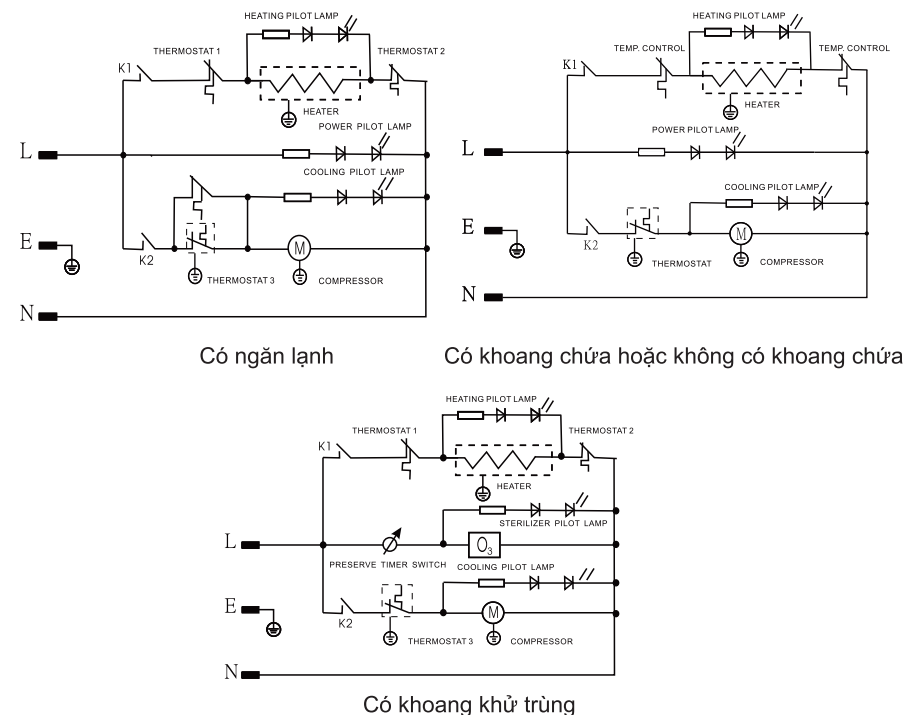 HEATING PILOT LAMP
THERMOSTAT 1
THERMOSTAT 2
K1
HEATER
POWER PILOT LAMP
L
COOLING PILOT LAMP
E
K2
M
THERMOSTAT 3
COMPRESSOR
N
Có ngăn lạnh
HEATING PILOT LAMP
TEMP. CONTROL
TEMP. CONTROL
K1
HEATER
POWER PILOT LAMP
L
COOLING PILOT LAMP
E
K2
M
THERMOSTAT
COMPRESSOR
N
Có khoang chứa hoặc không có khoang chứa
HEATING PILOT LAMP
THERMOSTAT 1
THERMOSTAT 2
K1
HEATER
STERILIZER PILOT LAMP
L
O3
PRESERVE TIMER SWITCH
COOLING PILOT LAMP
E
K2
M
THERMOSTAT 3
COMPRESSOR
N
Có khoang khử trùng